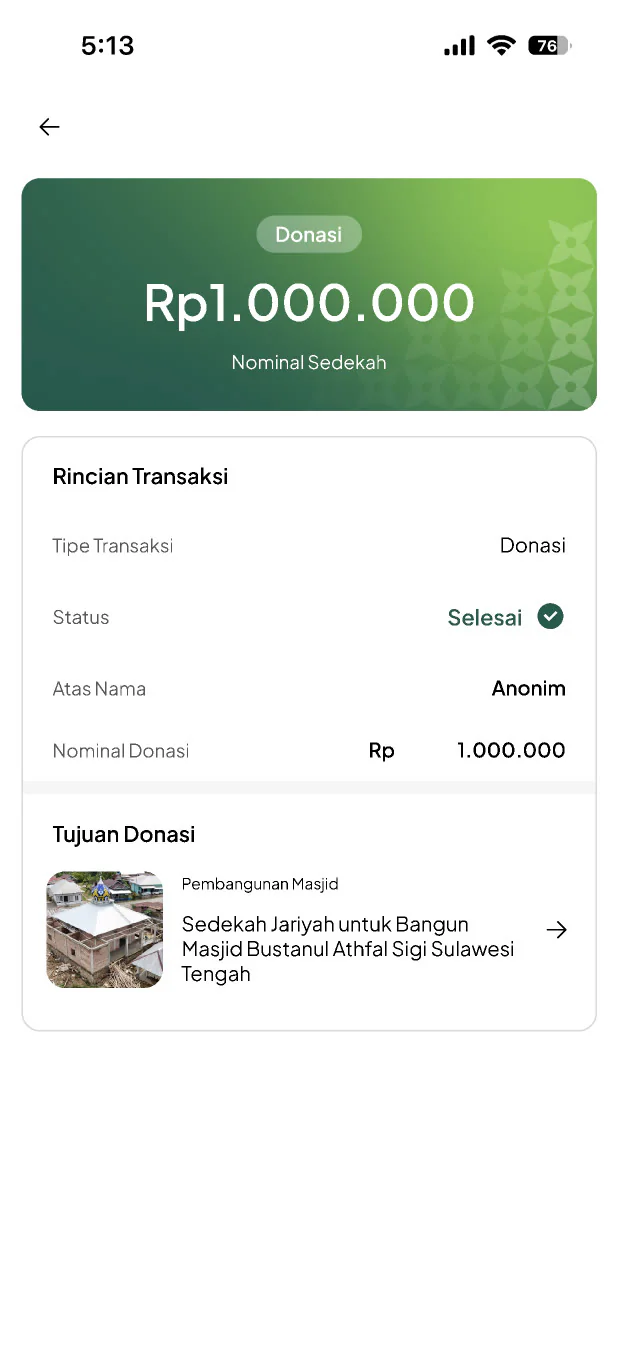 5:13
76
Donasi
Rp1.000.000
Nominal Sedekah
Rincian Transaksi
Tipe Transaksi Donasi
Status Selesai
Atas Nama Anonim
Nominal Donasi Rp 1.000.000
Tujuan Donasi
Pembangunan Masjid
Sedekah Jariyah untuk Bangun
Masjid Bustanul Athfal Sigi Sulawesi
Tengah